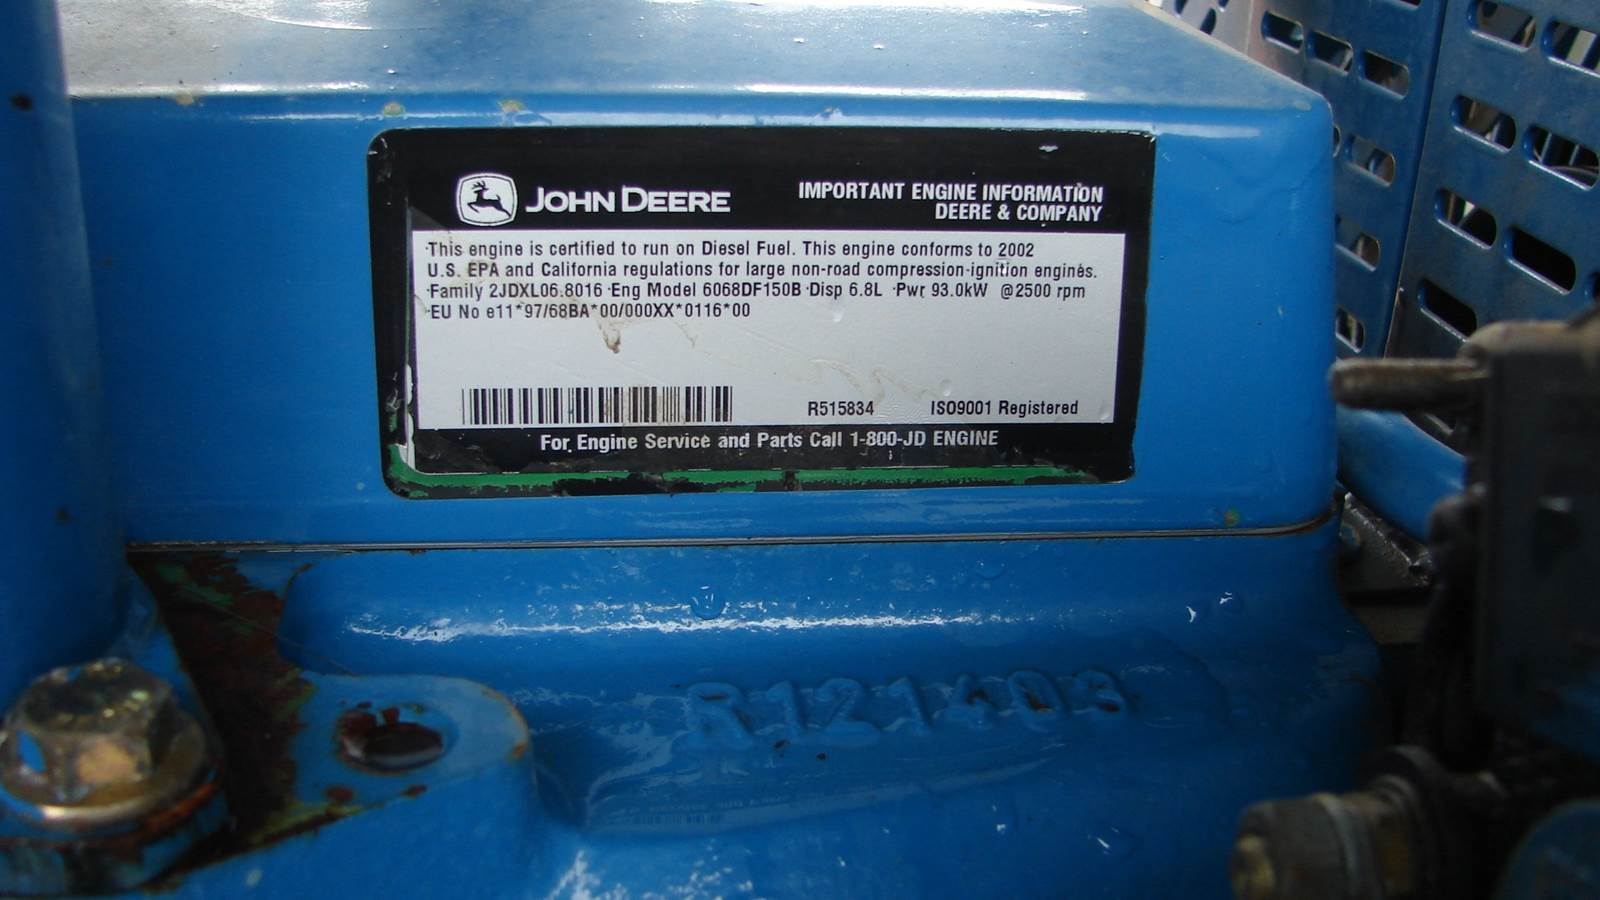 JOHN DEERE
IMPORTANT ENGINE INFORMATION
DEERE & COMPANY
This engine is certified to run on Diesel Fuel. This engine conforms to 2002
U.S. EPA and California regulations for large non-road compression-ignition engines.
Family 2JDXL06.8016 Eng Model 6068DF150B Disp 6.8L Pwr 93.0kW @2500 rpm
EU No e11*97/68BA*00/000XX*0116*00
R515834 ISO9001 Registered
For Engine Service and Parts Call 1-800-JD ENGINE
R121403